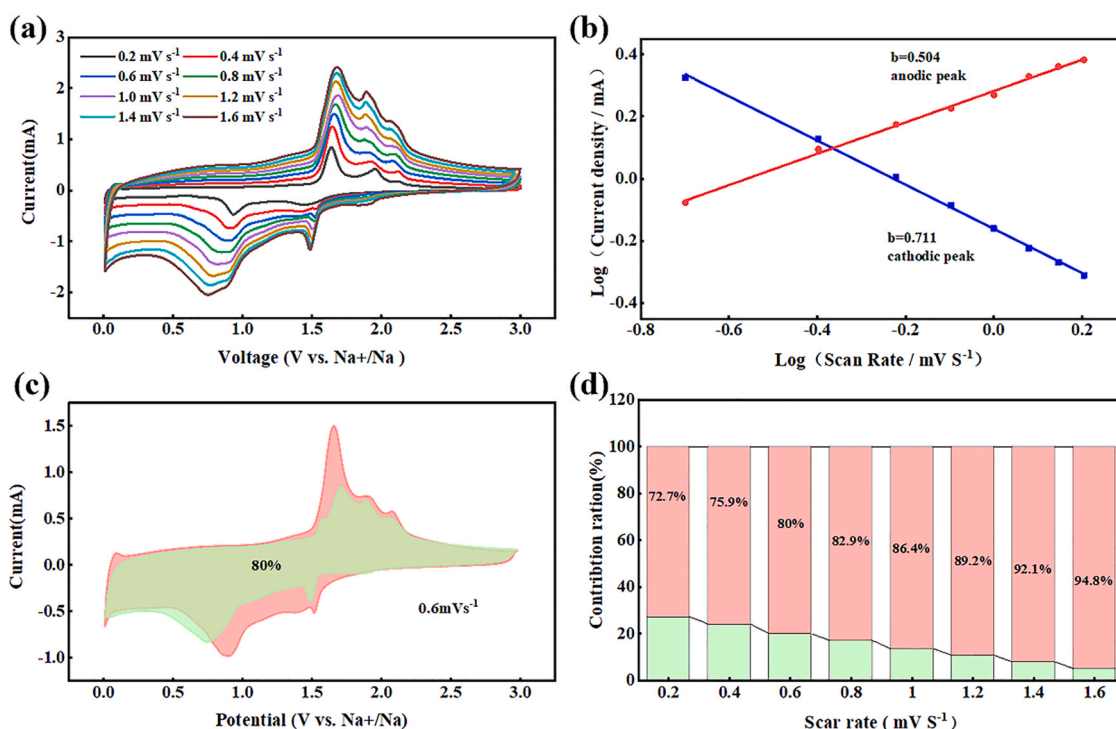 (a)
0.2 mV s⁻¹ 0.4 mV s⁻¹
0.6 mV s⁻¹ 0.8 mV s⁻¹
1.0 mV s⁻¹ 1.2 mV s⁻¹
1.4 mV s⁻¹ 1.6 mV s⁻¹
Current(mA)
3
2
1
0
-1
-2
0.0 0.5 1.0 1.5 2.0 2.5 3.0
Voltage (V vs. Na+/Na )
(b)
b=0.504
anodic peak
b=0.711
cathodic peak
Log（Current density / mA）
0.4
0.2
0.0
-0.2
-0.4
-0.8 -0.6 -0.4 -0.2 0.0 0.2
Log（Scan Rate / mV S⁻¹）
(c)
80%
0.6mVs⁻¹
Current(mA)
1.5
1.0
0.5
0.0
-0.5
-1.0
0.0 0.5 1.0 1.5 2.0 2.5 3.0
Potential (V vs. Na+/Na)
(d)
72.7% 75.9% 80% 82.9% 86.4% 89.2% 92.1% 94.8%
Contribtion ration(%)
120
100
80
60
40
20
0
0.2 0.4 0.6 0.8 1 1.2 1.4 1.6
Scar rate ( mV S⁻¹)